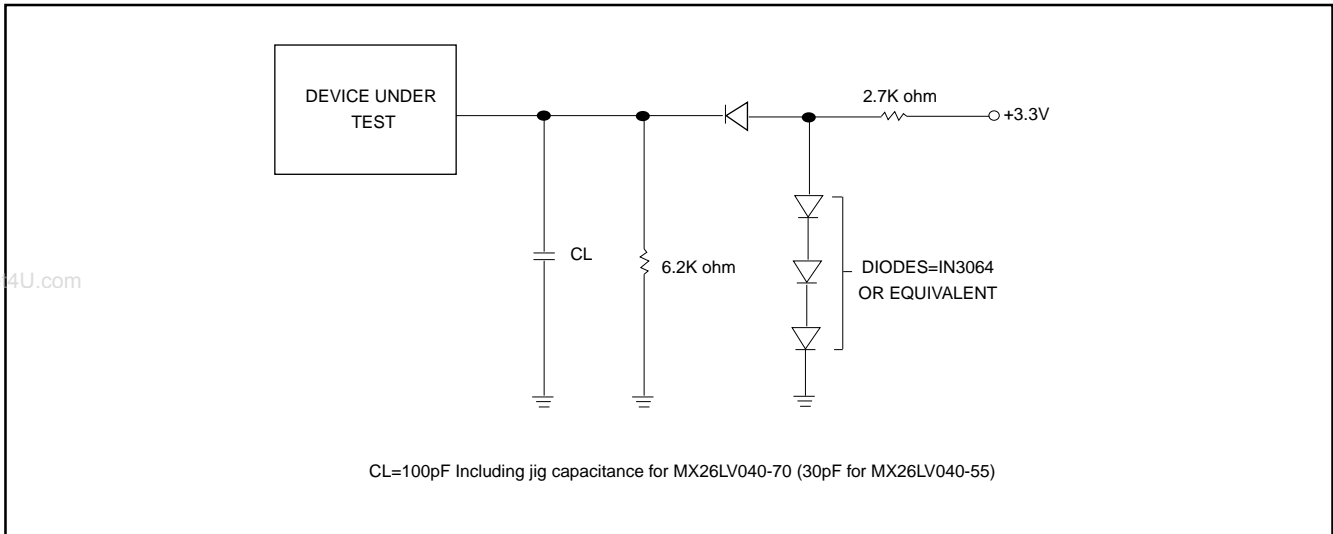 DEVICE UNDER
TEST
2.7K ohm
+3.3V
CL
6.2K ohm
DIODES=IN3064
OR EQUIVALENT
t4U.com
CL=100pF Including jig capacitance for MX26LV040-70 (30pF for MX26LV040-55)